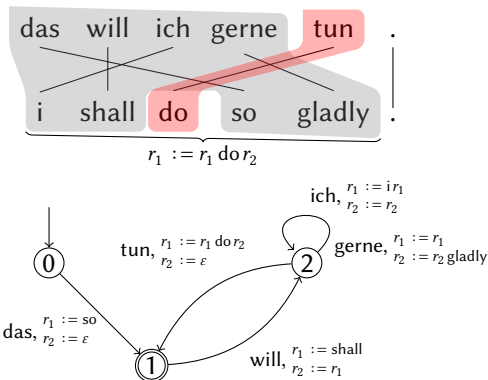 das will ich gerne tun .
i shall do so gladly .
r₁ := r₁ do r₂
ich, r₁ := i r₁
r₂ := r₂
0
tun, r₁ := r₁ do r₂
r₂ := ε
2
gerne, r₁ := r₁
r₂ := r₂ gladly
das, r₁ := so
r₂ := ε
1
will, r₁ := shall
r₂ := r₁